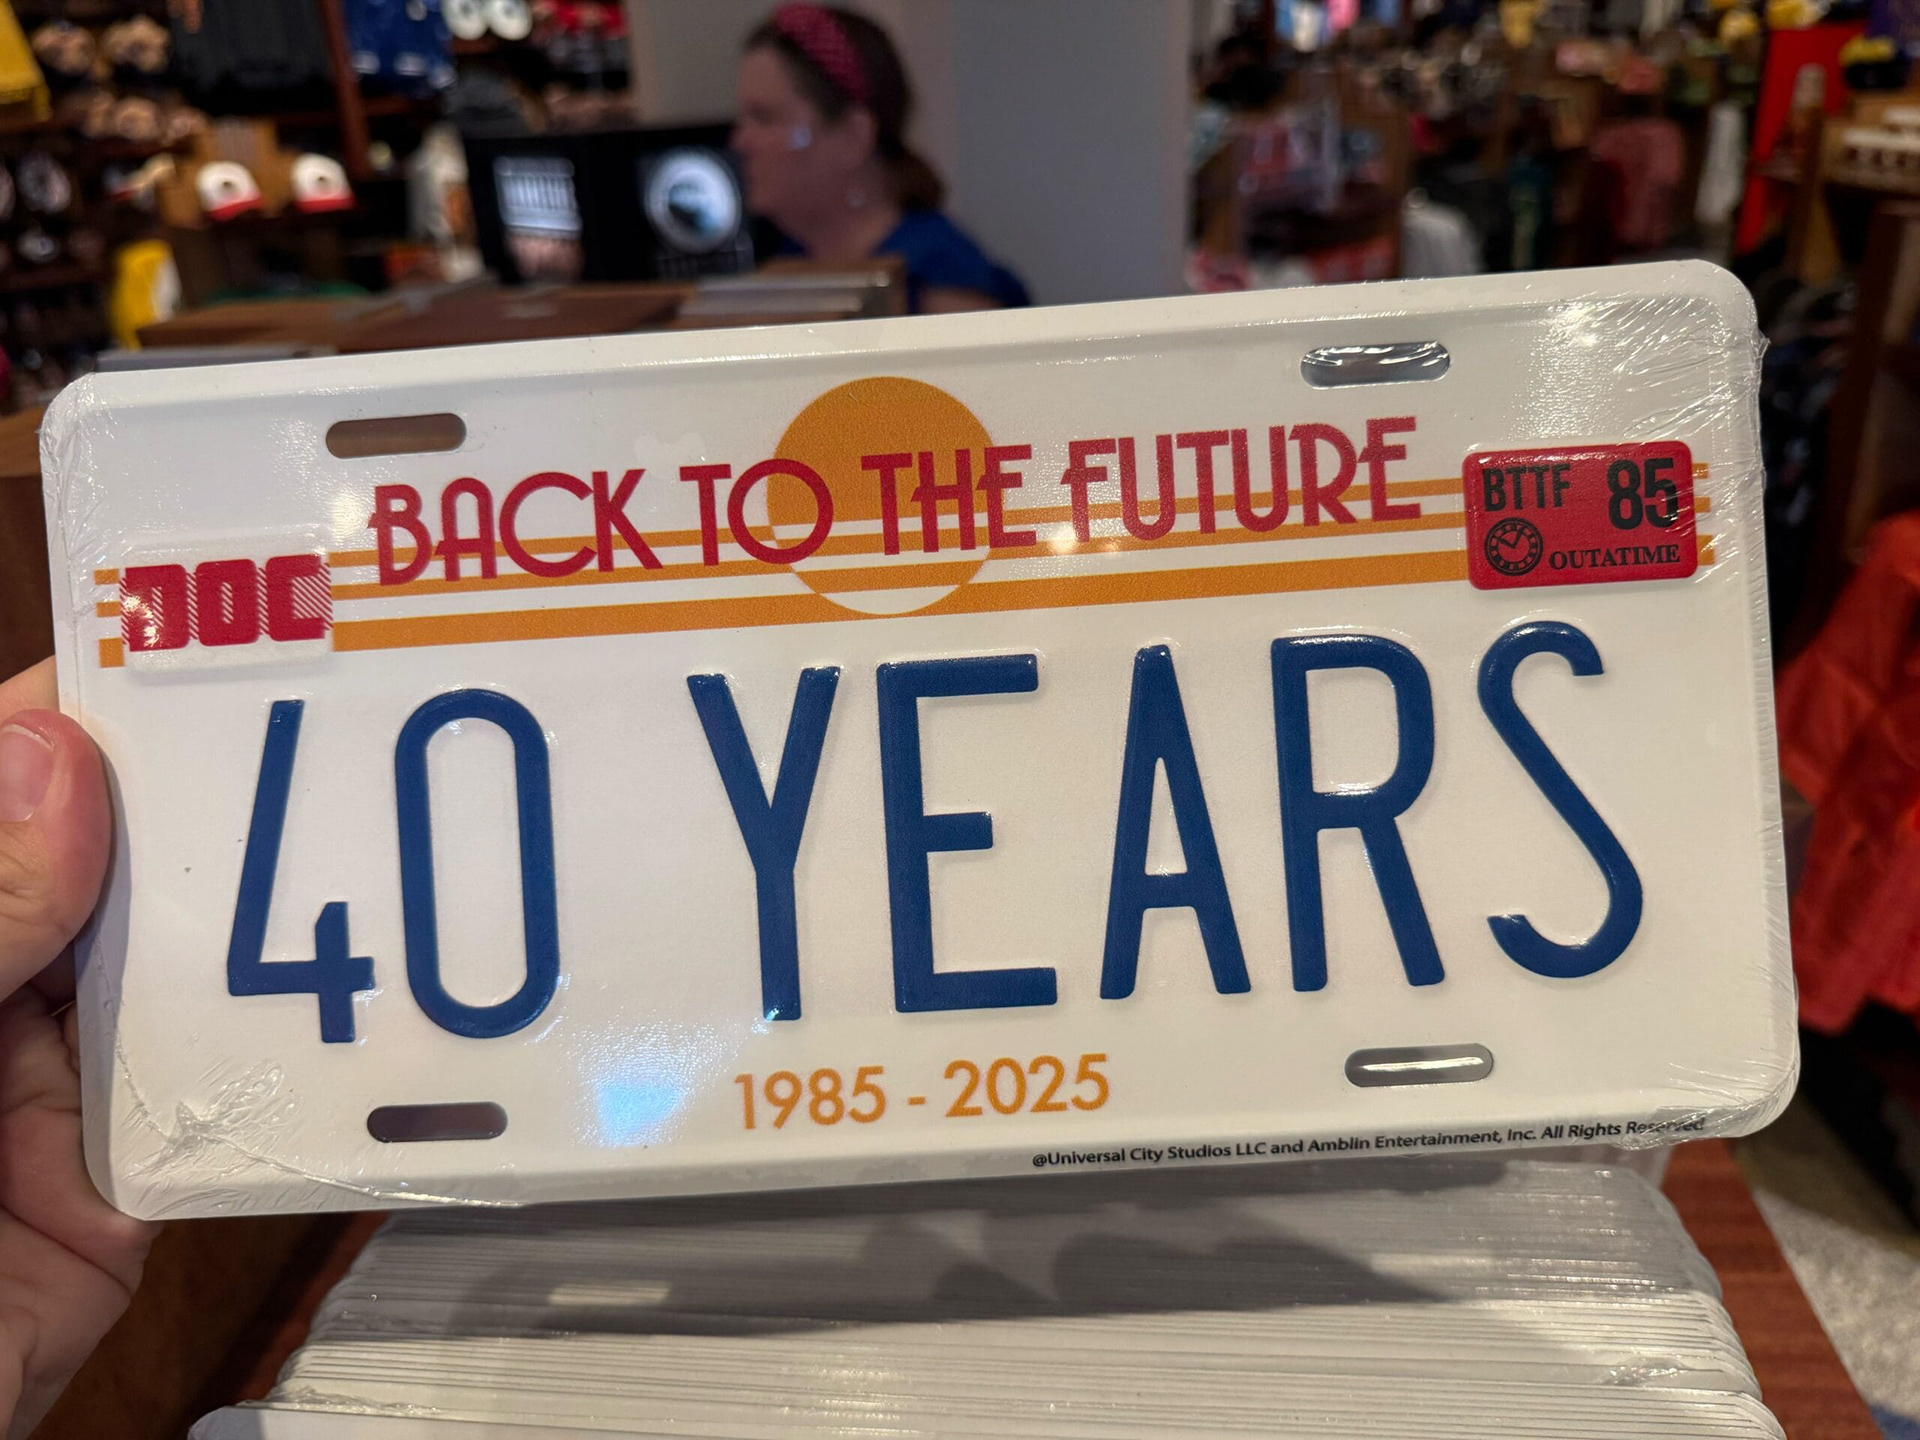 BACK TO THE FUTURE
BTTF 85
OUTATIME
DOC
40 YEARS
1985 - 2025
@Universal City Studios LLC and Amblin Entertainment, Inc. All Rights Reserved